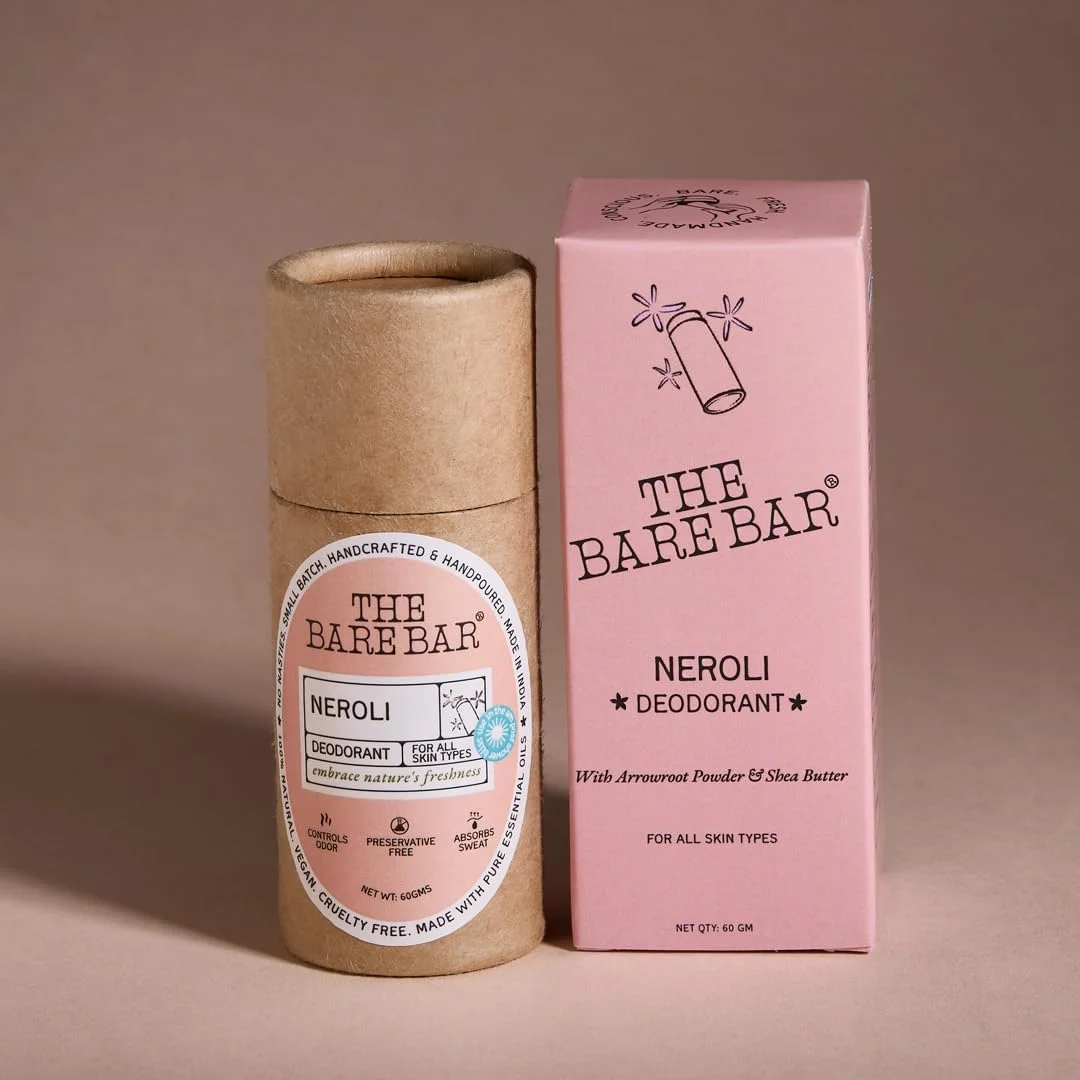 SMALL BATCH. HANDCRAFTED & HANDPOURED. MADE IN INDIA ★ MADE WITH PURE ESSENTIAL OILS
100% NATURAL. VEGAN. CRUELTY FREE.
★ NO NASTIES.
THE
BARE BAR®
NEROLI
DEODORANT
FOR ALL
SKIN TYPES
embrace nature's freshness
CONTROLS
ODOR
PRESERVATIVE
FREE
ABSORBS
SWEAT
NET WT: 60GMS
CONSCIOUS. BARE. FRESH. HANDMADE.
THE
BARE BAR®
NEROLI
★ DEODORANT ★
With Arrowroot Powder & Shea Butter
FOR ALL SKIN TYPES
NET QTY: 60 GM